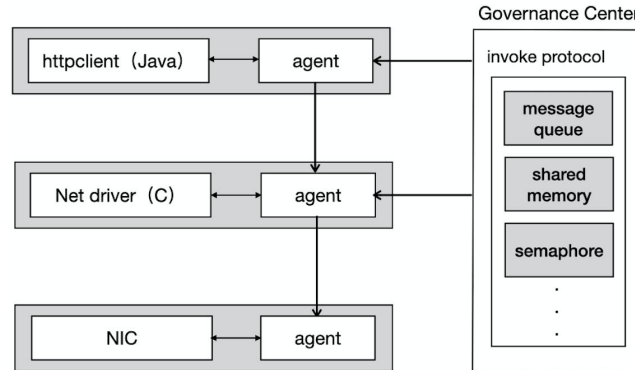 Governance Center
httpclient（Java）
agent
invoke protocol
message
queue
Net driver（C）
agent
shared
memory
semaphore
NIC
agent